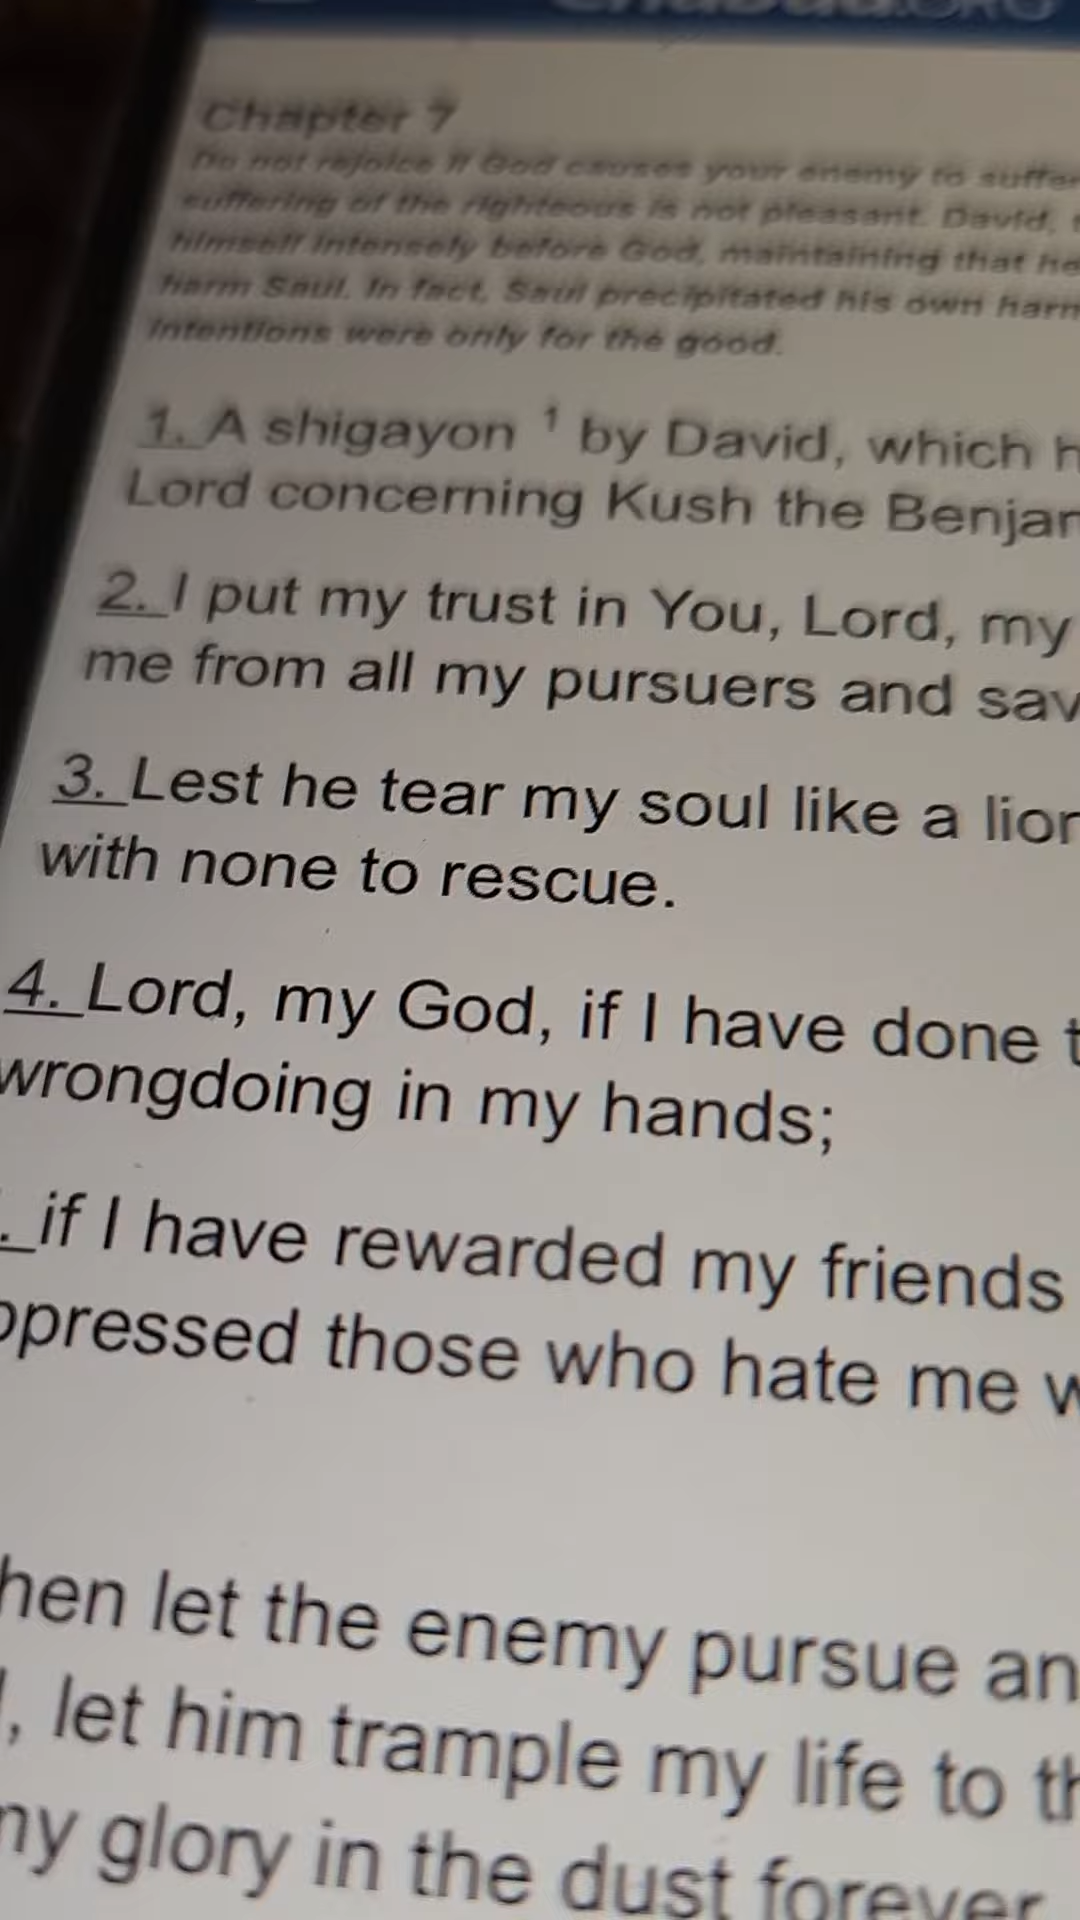 Chapter 7
Do not rejoice if God causes your enemy to suffer
suffering of the righteous is not pleasant. David,
himself intensely before God, maintaining that he
harm Saul. In fact, Saul precipitated his own harm
intentions were only for the good.
1. A shigayon 1 by David, which h
Lord concerning Kush the Benjam
2. I put my trust in You, Lord, my
me from all my pursuers and sav
3. Lest he tear my soul like a lion
with none to rescue.
4. Lord, my God, if I have done t
wrongdoing in my hands;
. if I have rewarded my friends
ppressed those who hate me w
hen let the enemy pursue an
, let him trample my life to th
my glory in the dust forever